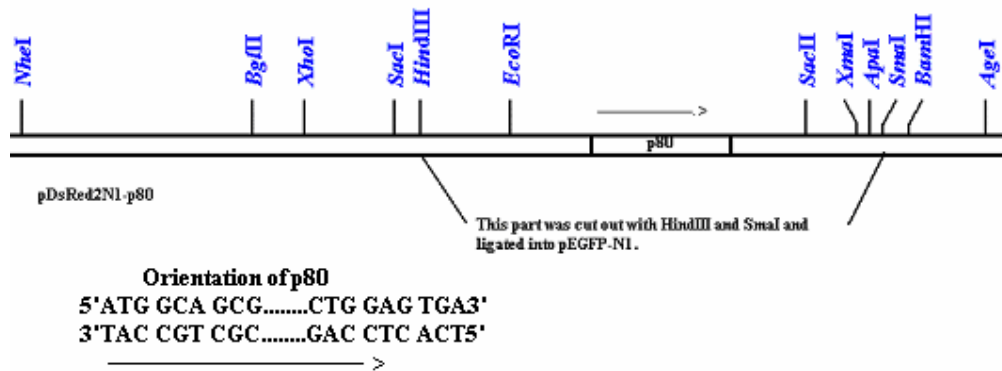 NheI
BglII
XhoI
SacI
HindIII
EcoRI
SacII
XmaI
ApaI
SmaI
BamHI
AgeI
p80
pDsRed2N1-p80
This part was cut out with HindIII and SmaI and
ligated into pEGFP-N1.
Orientation of p80
5'ATG GCA GCG........CTG GAG TGA3'
3'TAC CGT CGC........GAC CTC ACT5'